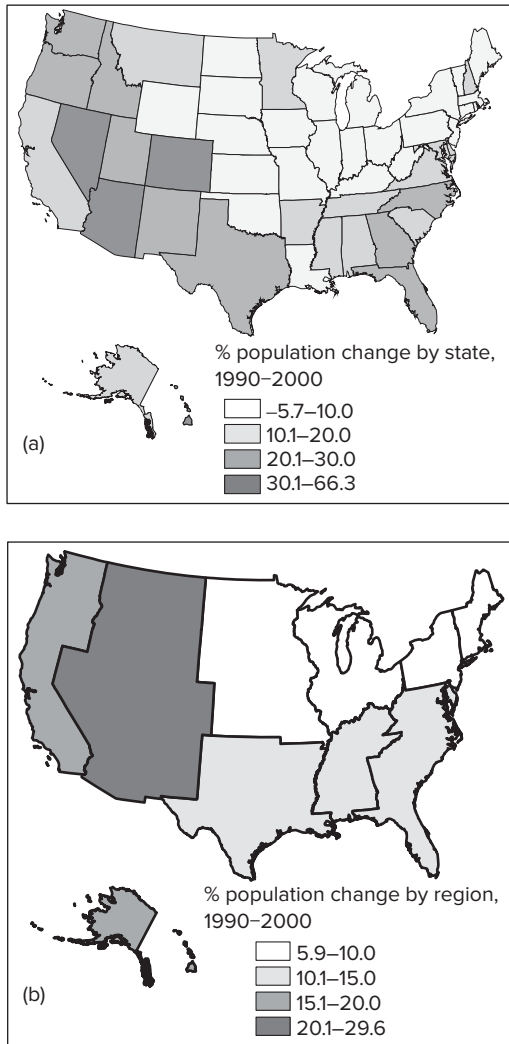 % population change by state,
1990–2000
–5.7–10.0
10.1–20.0
20.1–30.0
30.1–66.3
(a)
% population change by region,
1990–2000
5.9–10.0
10.1–15.0
15.1–20.0
20.1–29.6
(b)